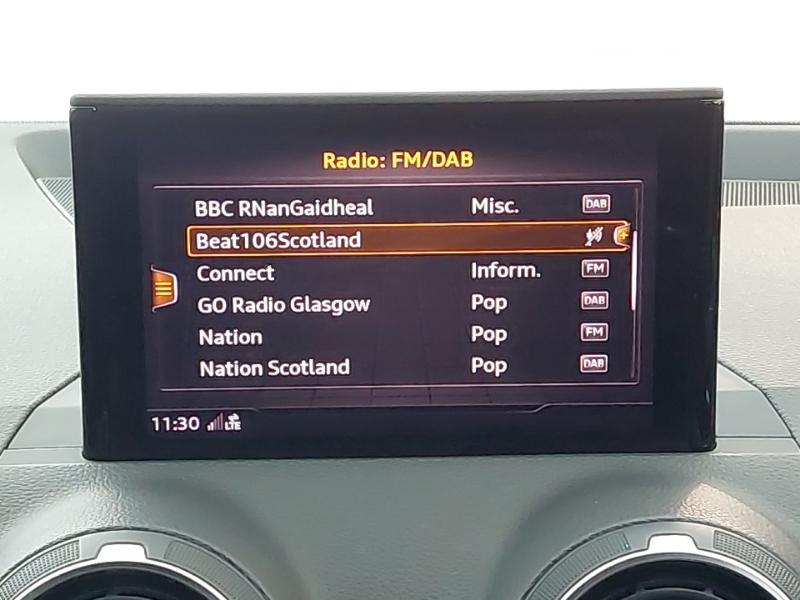 Radio: FM/DAB
BBC RNanGaidheal Misc. DAB
Beat106Scotland
Connect Inform. FM
GO Radio Glasgow Pop DAB
Nation Pop FM
Nation Scotland Pop DAB
11:30 LTE